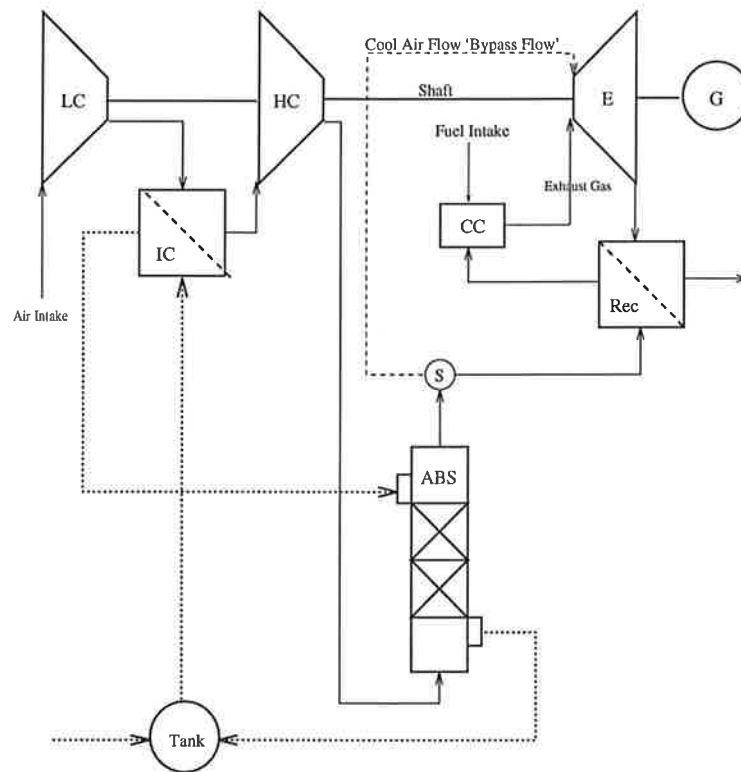 Cool Air Flow ‘Bypass Flow’
LC
HC
Shaft
E
G
Fuel Intake
Exhaust Gas
CC
IC
Rec
Air Intake
S
ABS
Tank